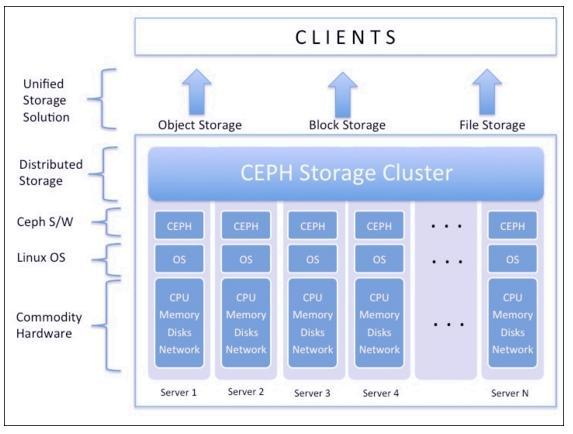 CLIENTS
Unified
Storage
Solution
Object Storage
Block Storage
File Storage
Distributed
Storage
CEPH Storage Cluster
Ceph S/W
CEPH
CEPH
CEPH
CEPH
. . .
CEPH
Linux OS
OS
OS
OS
OS
. . .
OS
Commodity
Hardware
CPU
Memory
Disks
Network
CPU
Memory
Disks
Network
CPU
Memory
Disks
Network
CPU
Memory
Disks
Network
. . .
CPU
Memory
Disks
Network
Server 1
Server 2
Server 3
Server 4
Server N